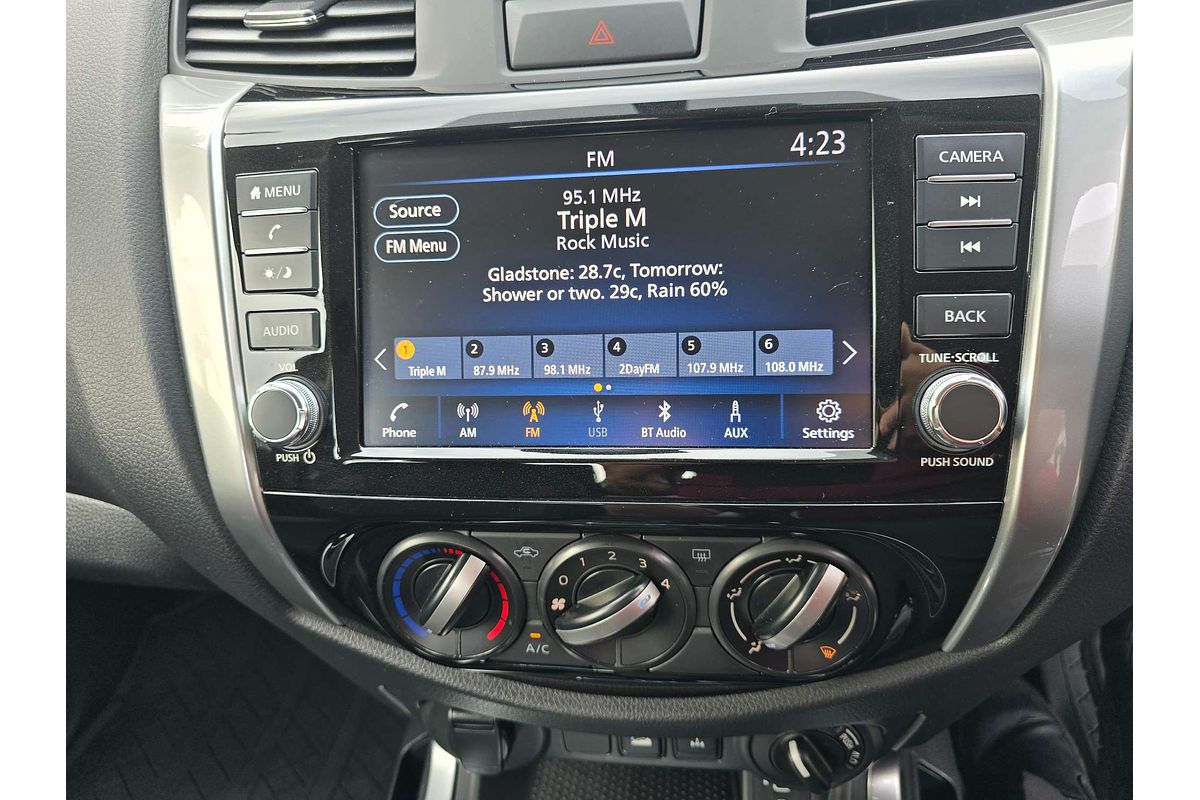 4:23
FM
95.1 MHz
Triple M
Rock Music
Source
FM Menu
Gladstone: 28.7c, Tomorrow:
Shower or two. 29c, Rain 60%
1 2 3 4 5 6
Triple M 87.9 MHz 98.1 MHz 2DayFM 107.9 MHz 108.0 MHz
Phone AM FM USB BT Audio AUX Settings
MENU
AUDIO
VOL
PUSH
CAMERA
BACK
TUNE·SCROLL
PUSH SOUND
0 1 2 3 4
A/C
PUSH